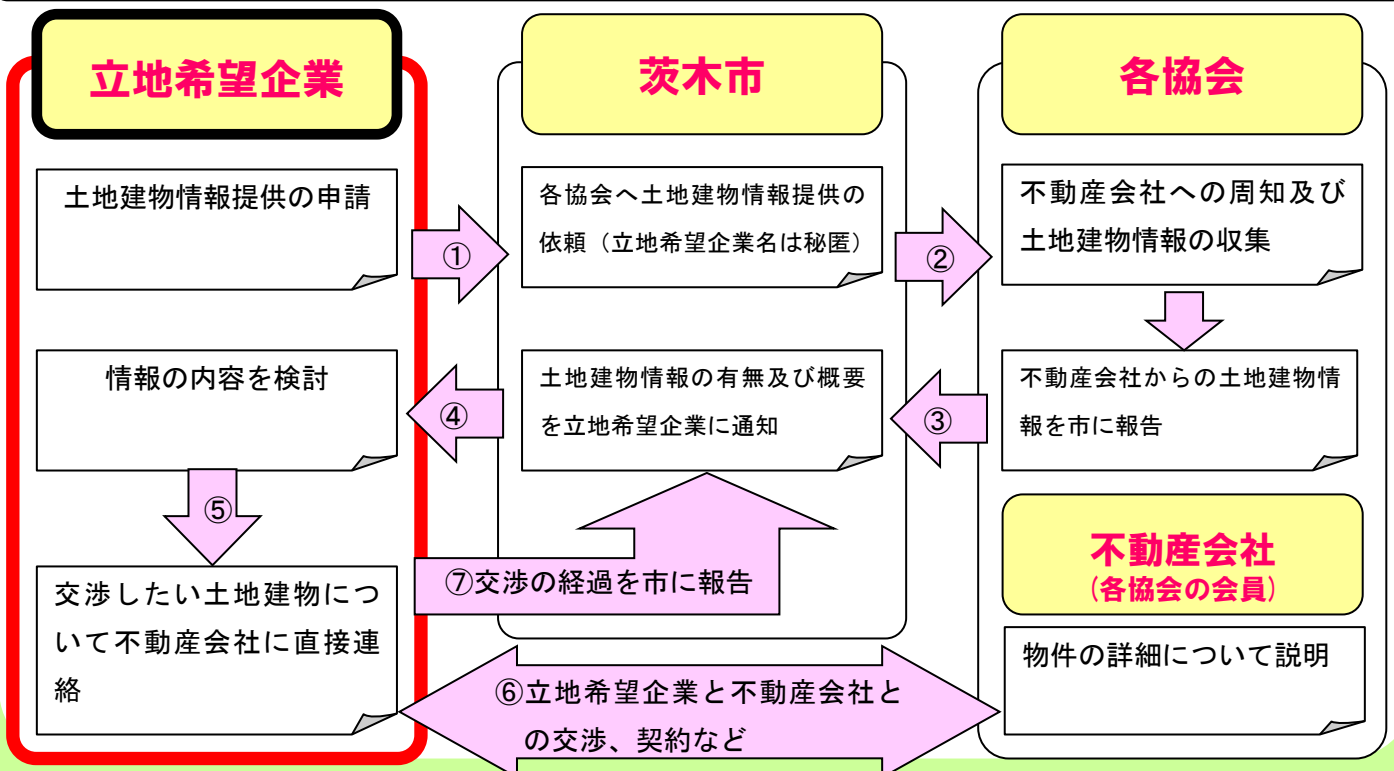 立地希望企業
茨木市
各協会
土地建物情報提供の申請
①
各協会へ土地建物情報提供の
依頼（立地希望企業名は秘匿）
②
不動産会社への周知及び
土地建物情報の収集
不動産会社からの土地建物情
報を市に報告
③
土地建物情報の有無及び概要
を立地希望企業に通知
④
情報の内容を検討
⑤
交渉したい土地建物につ
いて不動産会社に直接連
絡
⑦交渉の経過を市に報告
⑥立地希望企業と不動産会社と
の交渉、契約など
不動産会社
(各協会の会員)
物件の詳細について説明